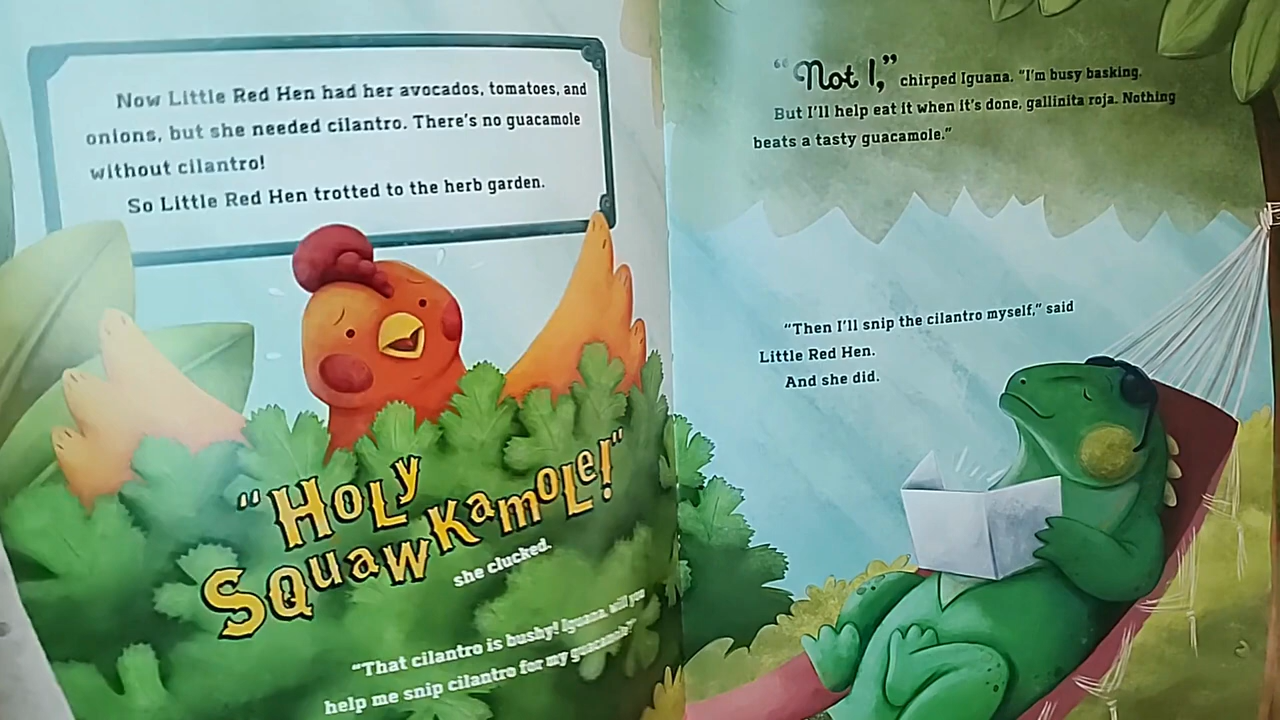 Now Little Red Hen had her avocados, tomatoes, and
onions, but she needed cilantro. There's no guacamole
without cilantro!
So Little Red Hen trotted to the herb garden.
"Holy
Squawkamole!"
she clucked.
"That cilantro is bushy! Iguana, will you
help me snip cilantro for my guacamole?"
"Not I," chirped Iguana. "I'm busy basking.
But I'll help eat it when it's done, gallinita roja. Nothing
beats a tasty guacamole."
"Then I'll snip the cilantro myself," said
Little Red Hen.
And she did.